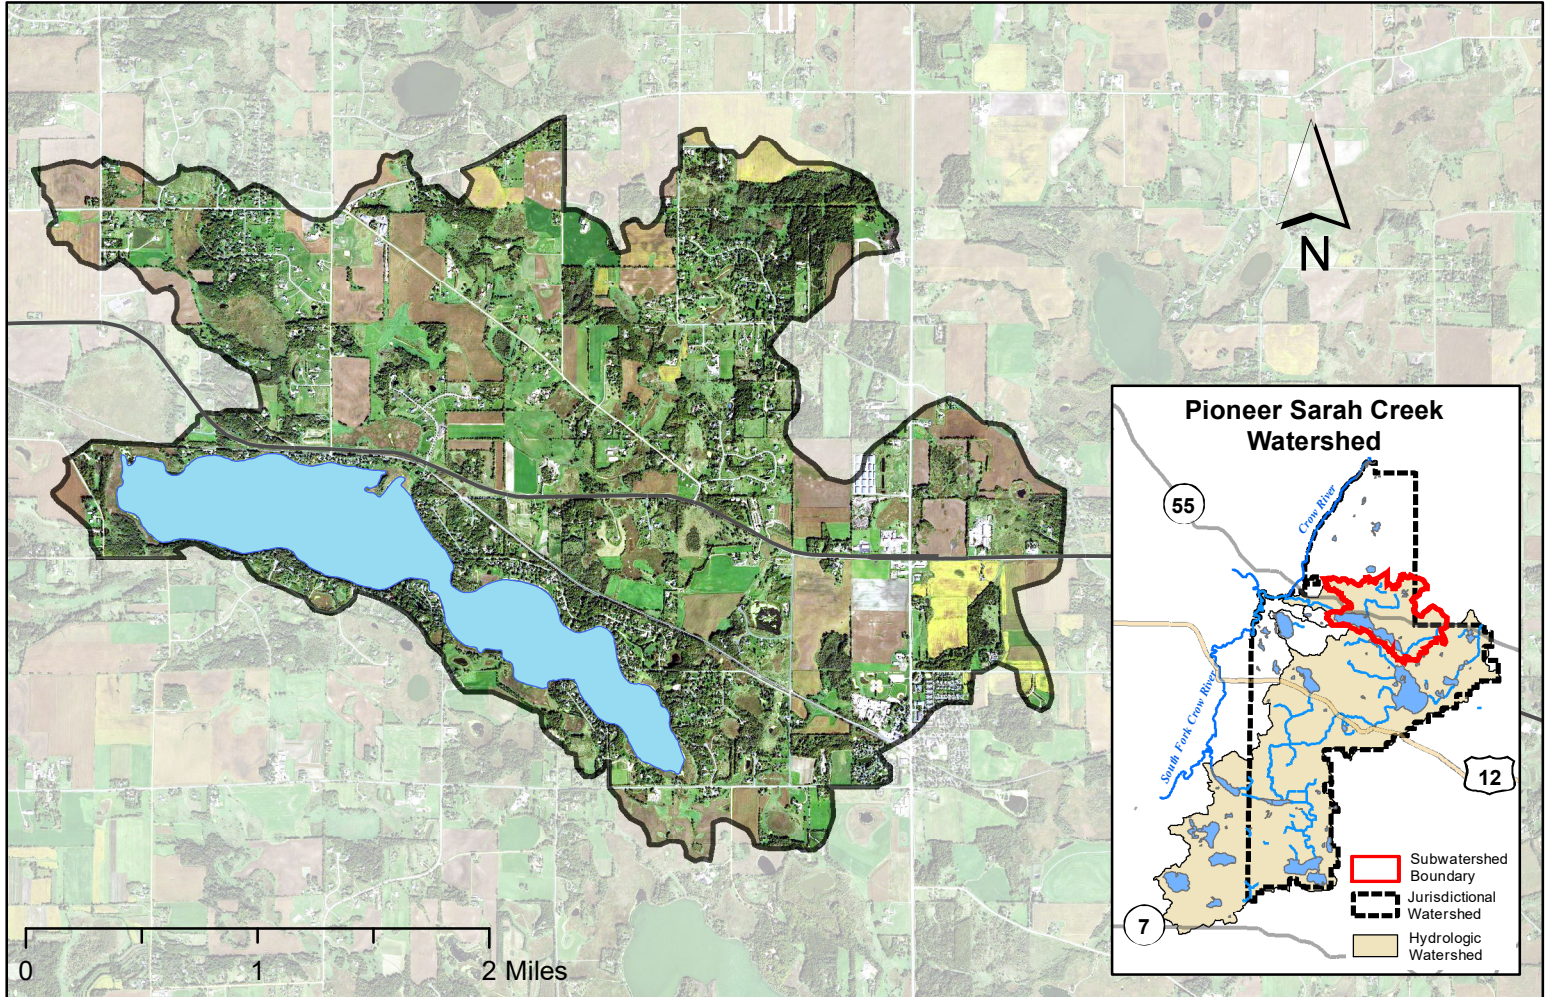 N
Pioneer Sarah Creek
Watershed
55
Crow River
South Fork Crow River
12
7
Subwatershed
Boundary
Jurisdictional
Watershed
Hydrologic
Watershed
0 1 2 Miles